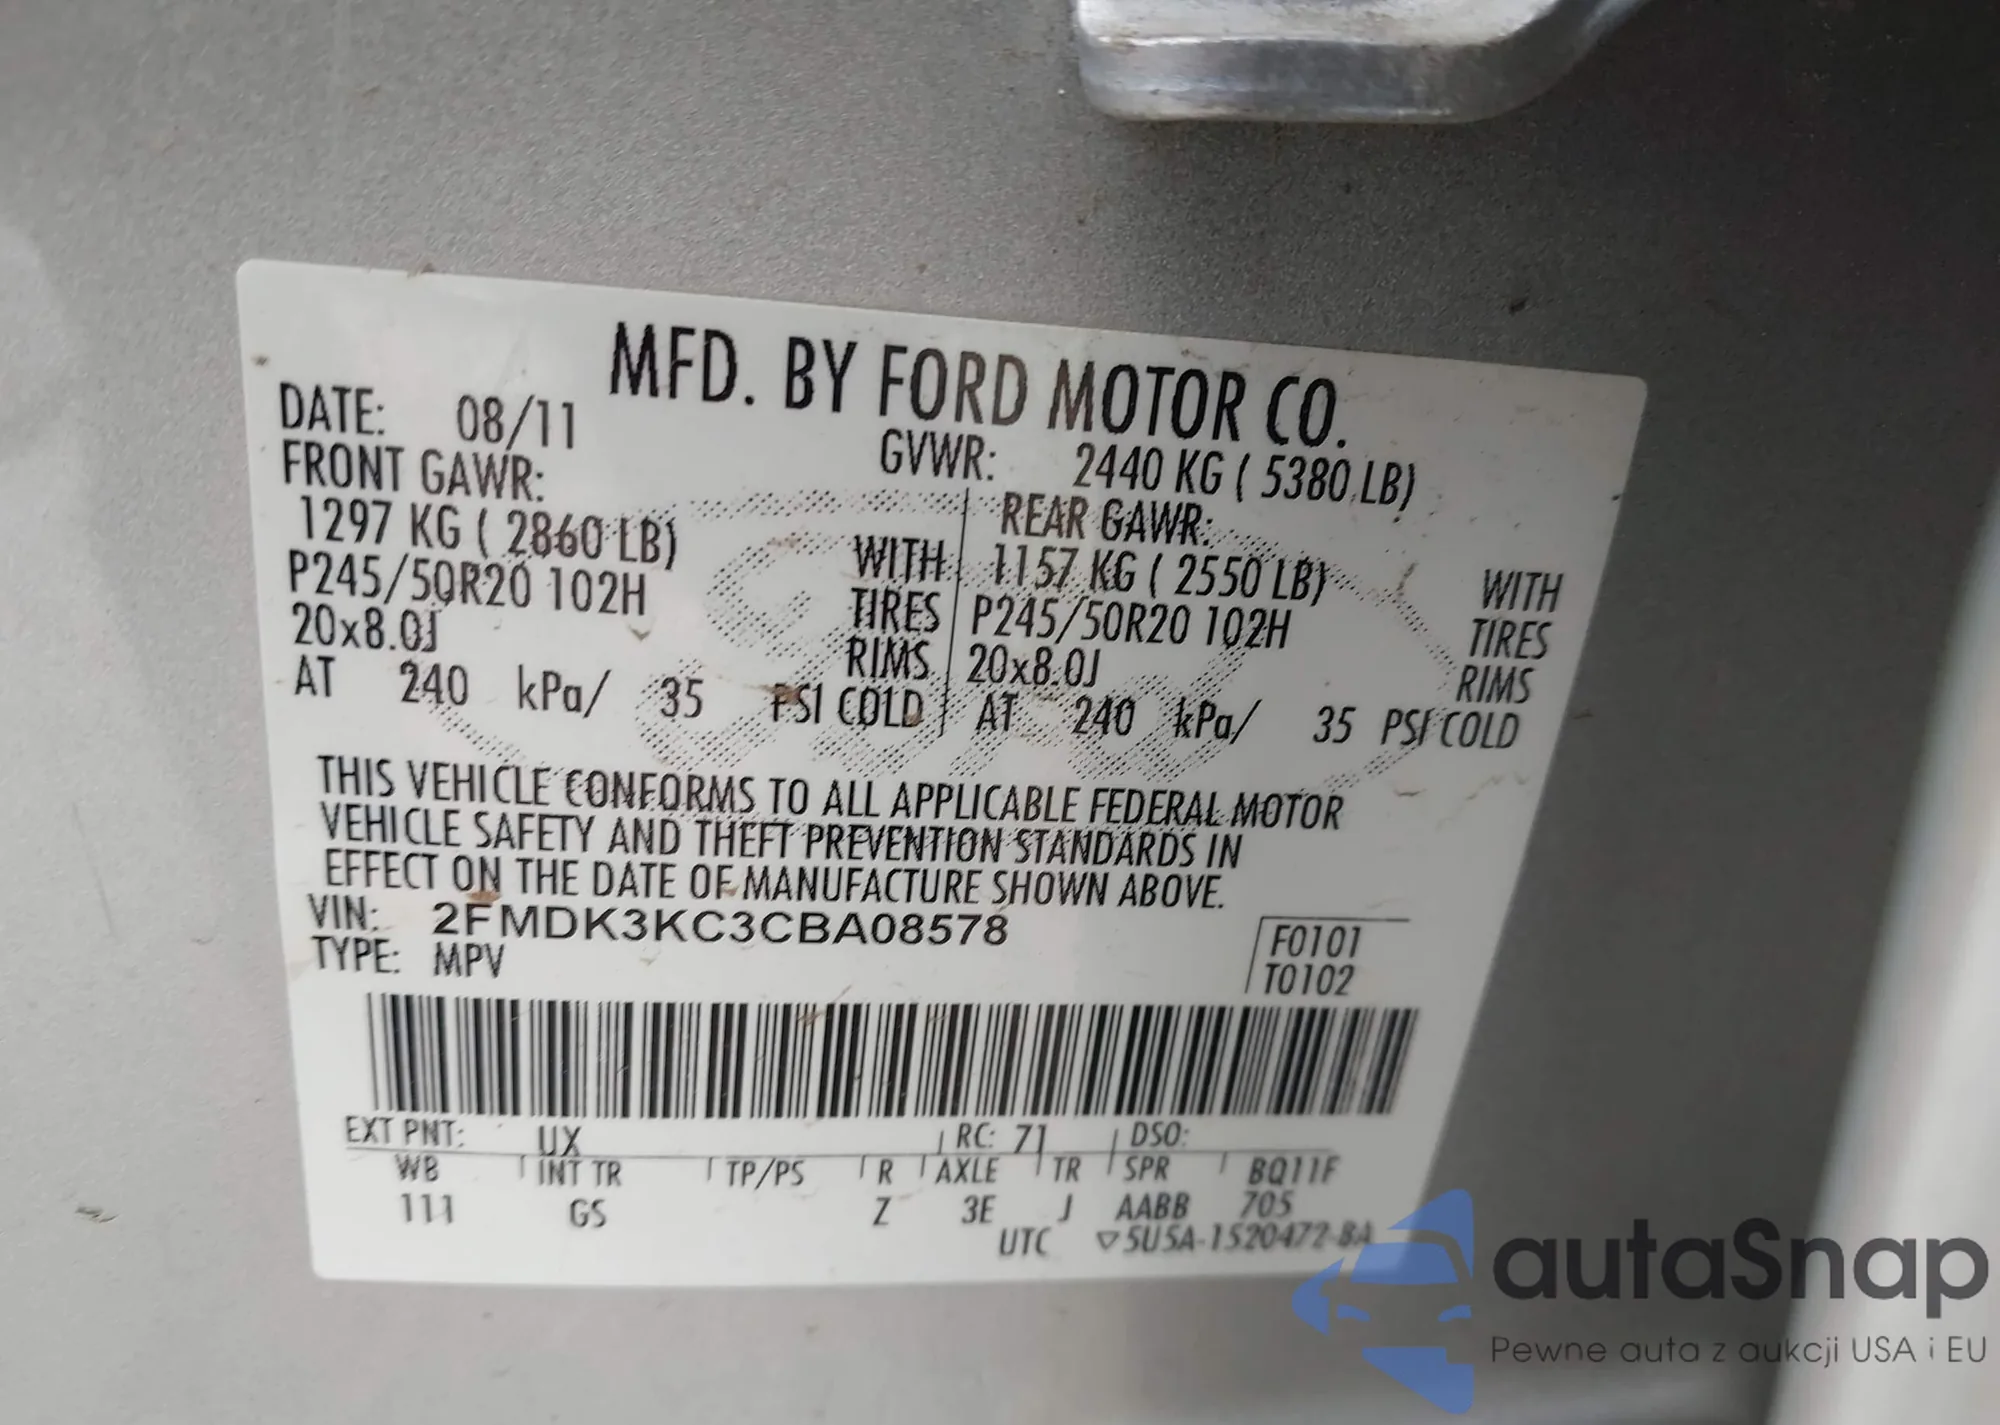 MFD. BY FORD MOTOR CO.
DATE: 08/11 GVWR: 2440 KG ( 5380 LB)
FRONT GAWR: REAR GAWR:
1297 KG ( 2860 LB) WITH 1157 KG ( 2550 LB) WITH
P245/50R20 102H TIRES P245/50R20 102H TIRES
20x8.0J RIMS 20x8.0J RIMS
AT 240 kPa/ 35 PSI COLD AT 240 kPa/ 35 PSI COLD
THIS VEHICLE CONFORMS TO ALL APPLICABLE FEDERAL MOTOR
VEHICLE SAFETY AND THEFT PREVENTION STANDARDS IN
EFFECT ON THE DATE OF MANUFACTURE SHOWN ABOVE.
VIN: 2FMDK3KC3CBA08578 F0101
TYPE: MPV T0102
EXT PNT: UX RC: 71 DSO:
WB INT TR TP/PS R AXLE TR SPR BQ11F
111 GS Z 3E J AABB 705
UTC ▽5U5A-1520472-BA
autaSnap
Pewne auta z aukcji USA i EU